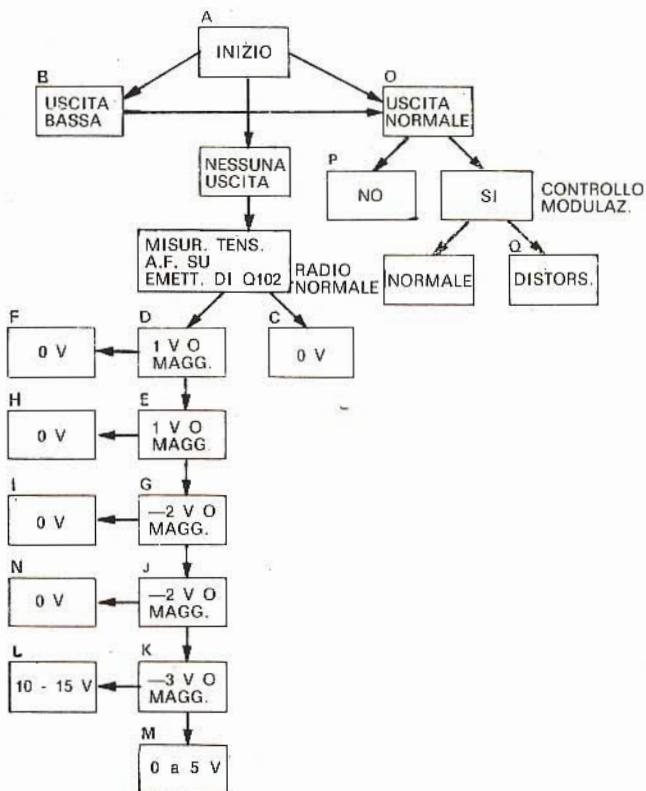 A
INIZIO
B
USCITA
BASSA
O
USCITA
NORMALE
NESSUNA
USCITA
P
NO
SI
CONTROLLO
MODULAZ.
MISUR. TENS.
A.F. SU
EMETT. DI Q102
RADIO
NORMALE
NORMALE
Q
DISTORS.
F
0 V
D
1 V O
MAGG.
C
0 V
H
0 V
E
1 V O
MAGG.
I
0 V
G
—2 V O
MAGG.
N
0 V
J
—2 V O
MAGG.
L
10 - 15 V
K
—3 V O
MAGG.
M
0 a 5 V